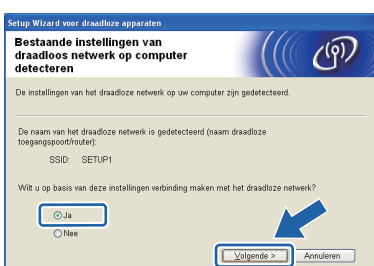 Setup Wizard voor draadloze apparaten
Bestaande instellingen van
draadloos netwerk op computer
detecteren
De instellingen van het draadloze netwerk op uw computer zijn gedetecteerd.
De naam van het draadloze netwerk is gedetecteerd (naam draadloze
toegangspoort/router):
SSID: SETUP1
Wilt u op basis van deze instellingen verbinding maken met het draadloze netwerk?
Ja
Nee
Volgende >
Annuleren